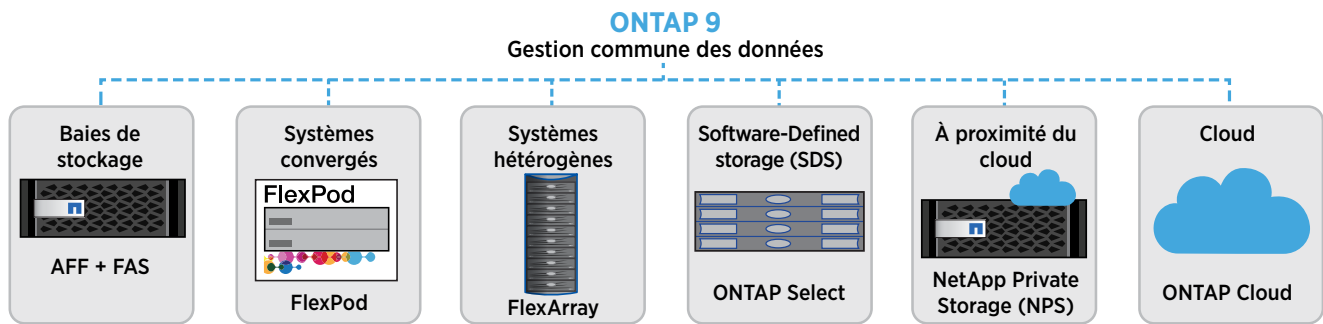 ONTAP 9
Gestion commune des données
Baies de
stockage
AFF + FAS
Systèmes
convergés
FlexPod
FlexPod
Systèmes
hétérogènes
FlexArray
Software-Defined
storage (SDS)
ONTAP Select
À proximité du
cloud
NetApp Private
Storage (NPS)
Cloud
ONTAP Cloud